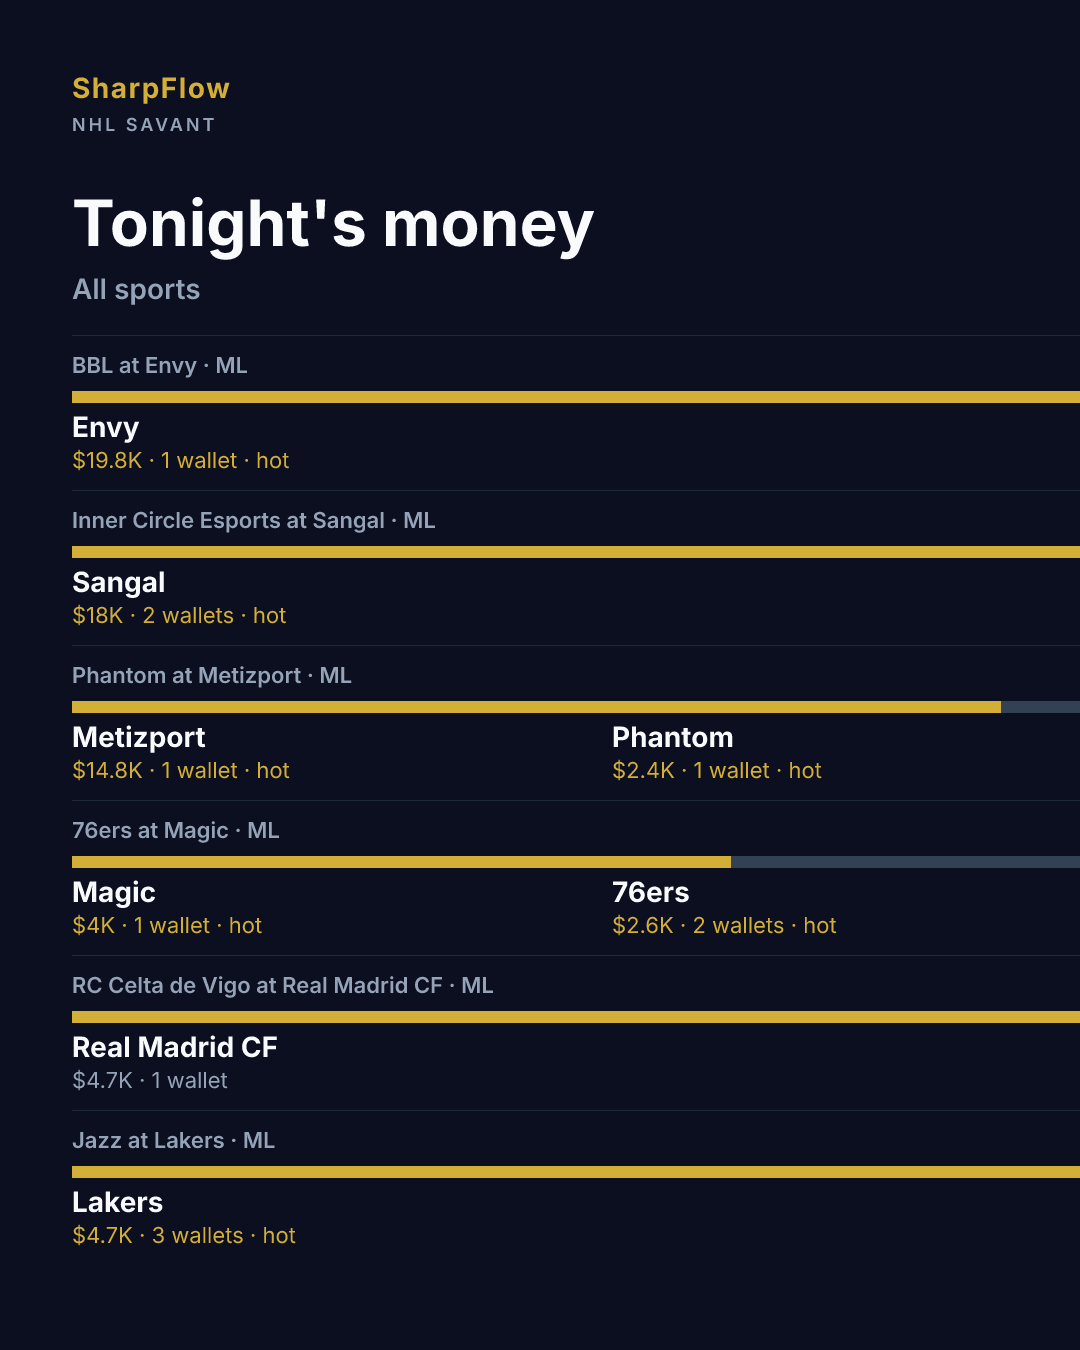 SharpFlow
NHL SAVANT
Tonight's money
All sports
BBL at Envy · ML
Envy
$19.8K · 1 wallet · hot
Inner Circle Esports at Sangal · ML
Sangal
$18K · 2 wallets · hot
Phantom at Metizport · ML
Metizport Phantom
$14.8K · 1 wallet · hot $2.4K · 1 wallet · hot
76ers at Magic · ML
Magic 76ers
$4K · 1 wallet · hot $2.6K · 2 wallets · hot
RC Celta de Vigo at Real Madrid CF · ML
Real Madrid CF
$4.7K · 1 wallet
Jazz at Lakers · ML
Lakers
$4.7K · 3 wallets · hot